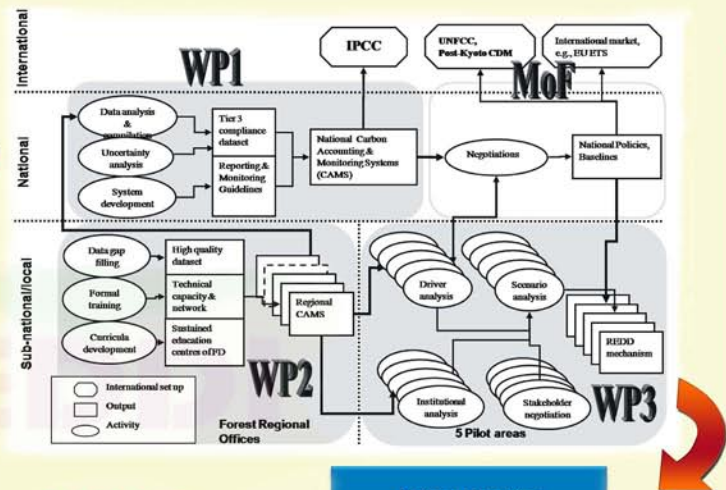 International
IPCC
UNFCC,
Post-Kyoto CDM
International market,
e.g., EU ETS
WP1
MoF
National
Data analysis
&
compilation
Uncertainty
analysis
System
development
Tier 3
compliance
dataset
Reporting &
Monitoring
Guidelines
National Carbon
Accounting &
Monitoring Systems
(CAMS)
Negotiations
National Policies,
Baselines
Sub-national/local
Data gap
filling
Formal
training
Curricula
development
High quality
dataset
Technical
capacity &
network
Sustained
education
centres of FD
Regional
CAMS
WP2
Driver
analysis
Scenario
analysis
REDD
mechanism
Institutional
analysis
Stakeholder
negotiation
WP3
International set up
Output
Activity
Forest Regional
Offices
5 Pilot areas